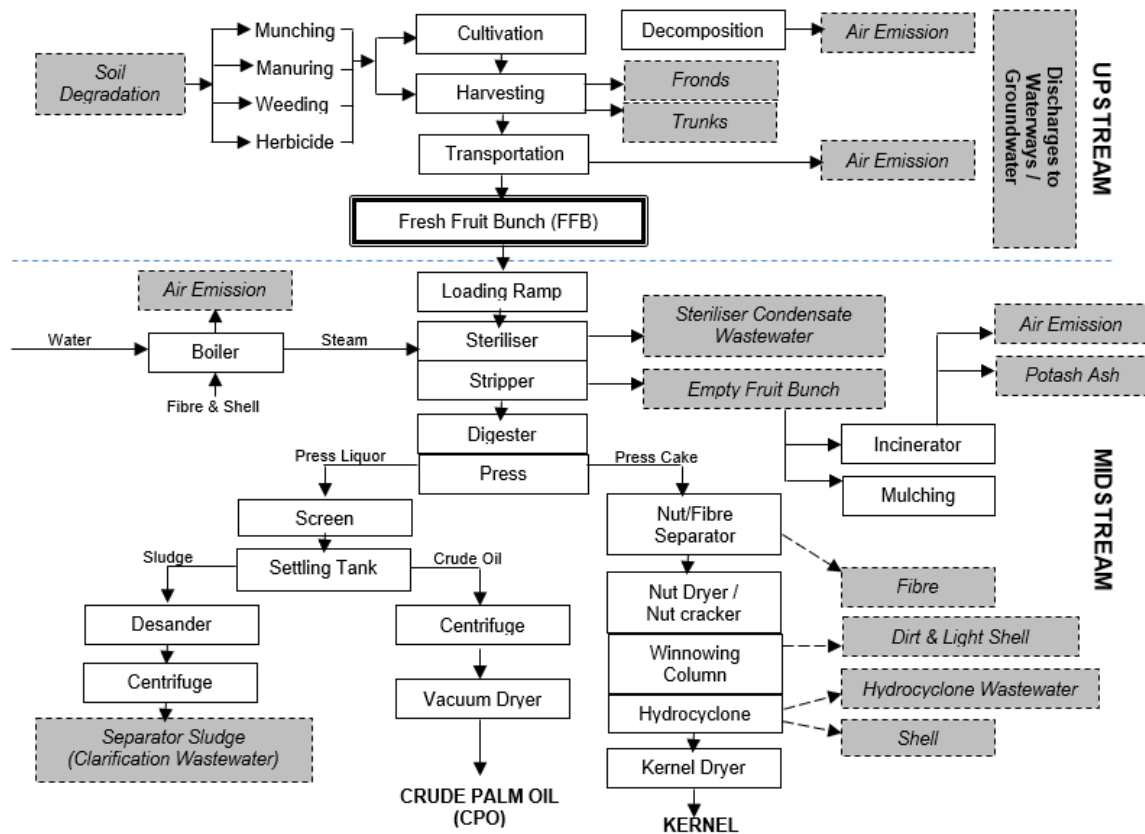 Soil
Degradation
Munching
Manuring
Weeding
Herbicide
Cultivation
Harvesting
Transportation
Fresh Fruit Bunch (FFB)
Decomposition
Air Emission
Fronds
Trunks
Air Emission
Discharges to
Waterways /
Groundwater
UPSTREAM
Air Emission
Water
Boiler
Steam
Fibre & Shell
Loading Ramp
Steriliser
Stripper
Digester
Press
Steriliser Condensate
Wastewater
Empty Fruit Bunch
Air Emission
Potash Ash
Incinerator
Mulching
MIDSTREAM
Press Liquor
Press Cake
Screen
Settling Tank
Sludge
Crude Oil
Desander
Centrifuge
Separator Sludge
(Clarification Wastewater)
Centrifuge
Vacuum Dryer
CRUDE PALM OIL
(CPO)
Nut/Fibre
Separator
Nut Dryer /
Nut cracker
Winnowing
Column
Hydrocyclone
Kernel Dryer
KERNEL
Fibre
Dirt & Light Shell
Hydrocyclone Wastewater
Shell